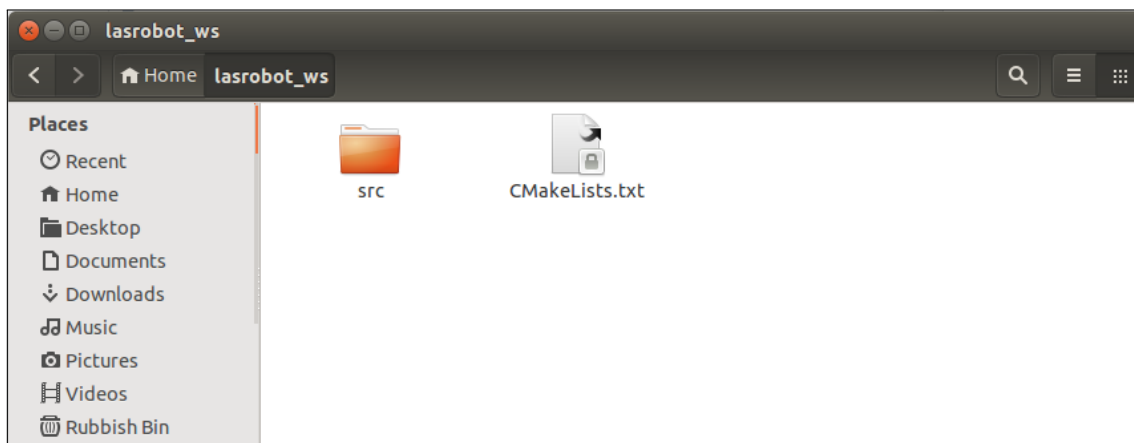 lasrobot_ws
Home lasrobot_ws
Places
Recent
Home
Desktop
Documents
Downloads
Music
Pictures
Videos
Rubbish Bin
src
CMakeLists.txt